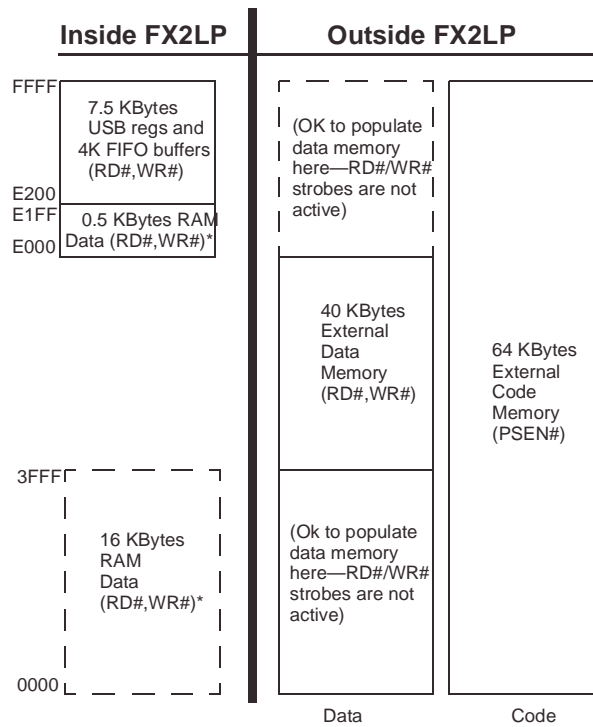 Inside FX2LP
Outside FX2LP
FFFF
7.5 KBytes
USB regs and
4K FIFO buffers
(RD#,WR#)
E200
E1FF
0.5 KBytes RAM
Data (RD#,WR#)*
E000
(OK to populate
data memory
here—RD#/WR#
strobes are not
active)
40 KBytes
External
Data
Memory
(RD#,WR#)
64 KBytes
External
Code
Memory
(PSEN#)
3FFF
16 KBytes
RAM
Data
(RD#,WR#)*
(Ok to populate
data memory
here—RD#/WR#
strobes are not
active)
0000
Data
Code